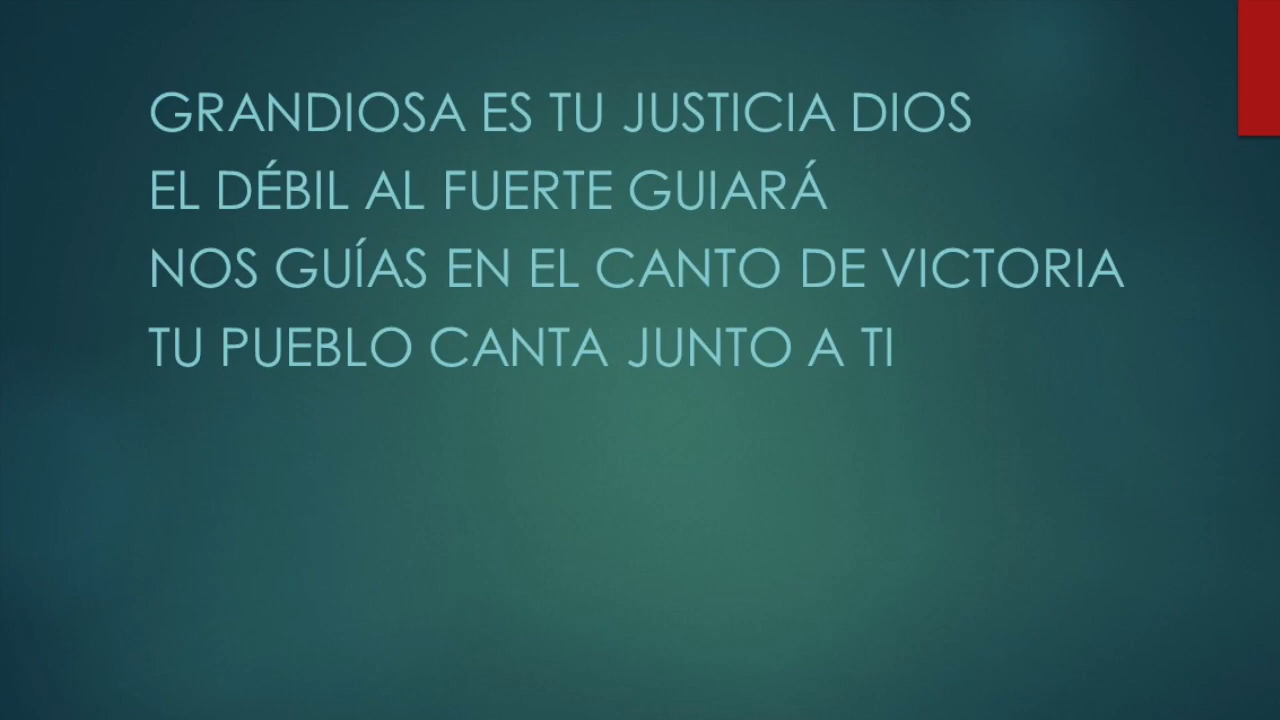 GRANDIOSA ES TU JUSTICIA DIOS
EL DÉBIL AL FUERTE GUIARÁ
NOS GUÍAS EN EL CANTO DE VICTORIA
TU PUEBLO CANTA JUNTO A TI